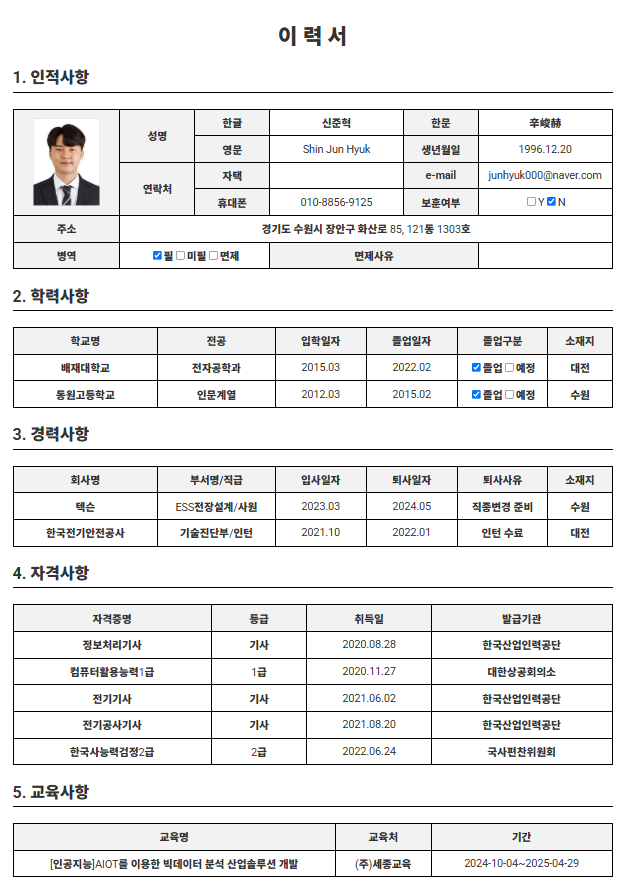 이 력 서
1. 인적사항
성명 한글 신준혁 한문 辛峻赫
영문 Shin Jun Hyuk 생년월일 1996.12.20
연락처 자택 e-mail junhyuk000@naver.com
휴대폰 010-8856-9125 보훈여부 Y N
주소 경기도 수원시 장안구 화산로 85, 121동 1303호
병역 필 미필 면제 면제사유
2. 학력사항
학교명 전공 입학일자 졸업일자 졸업구분 소재지
배재대학교 전자공학과 2015.03 2022.02 졸업 예정 대전
동원고등학교 인문계열 2012.03 2015.02 졸업 예정 수원
3. 경력사항
회사명 부서명/직급 입사일자 퇴사일자 퇴사사유 소재지
텍슨 ESS전장설계/사원 2023.03 2024.05 직종변경 준비 수원
한국전기안전공사 기술진단부/인턴 2021.10 2022.01 인턴 수료 대전
4. 자격사항
자격증명 등급 취득일 발급기관
정보처리기사 기사 2020.08.28 한국산업인력공단
컴퓨터활용능력1급 1급 2020.11.27 대한상공회의소
전기기사 기사 2021.06.02 한국산업인력공단
전기공사기사 기사 2021.08.20 한국산업인력공단
한국사능력검정2급 2급 2022.06.24 국사편찬위원회
5. 교육사항
교육명 교육처 기간
[인공지능]AIOT를 이용한 빅데이터 분석 산업솔루션 개발 (주)세종교육 2024-10-04~2025-04-29